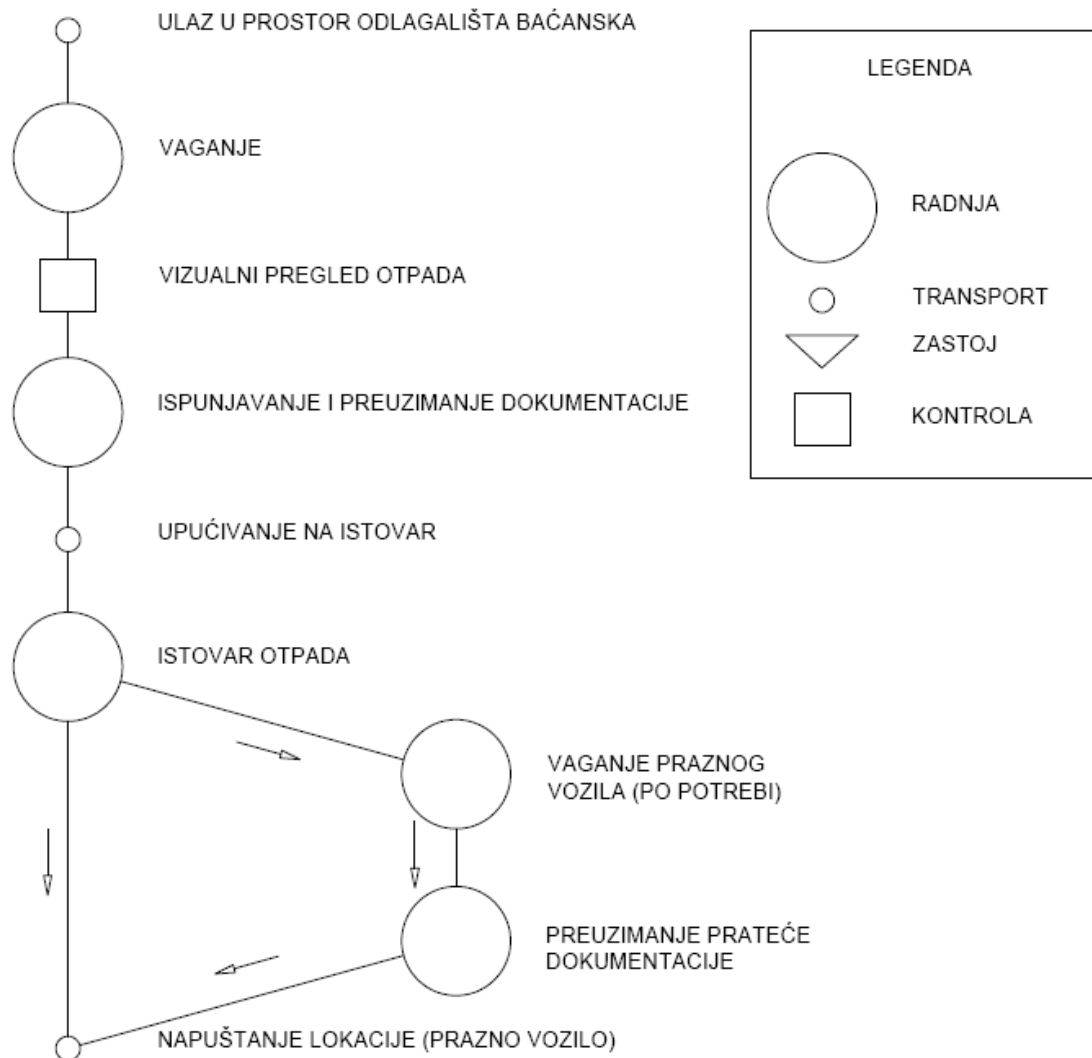 ULAZ U PROSTOR ODLAGALIŠTA BAĆANSKA
VAGANJE
VIZUALNI PREGLED OTPADA
ISPUNJAVANJE I PREUZIMANJE DOKUMENTACIJE
UPUĆIVANJE NA ISTOVAR
ISTOVAR OTPADA
VAGANJE PRAZNOG
VOZILA (PO POTREBI)
PREUZIMANJE PRATEĆE
DOKUMENTACIJE
NAPUŠTANJE LOKACIJE (PRAZNO VOZILO)
LEGENDA
RADNJA
TRANSPORT
ZASTOJ
KONTROLA